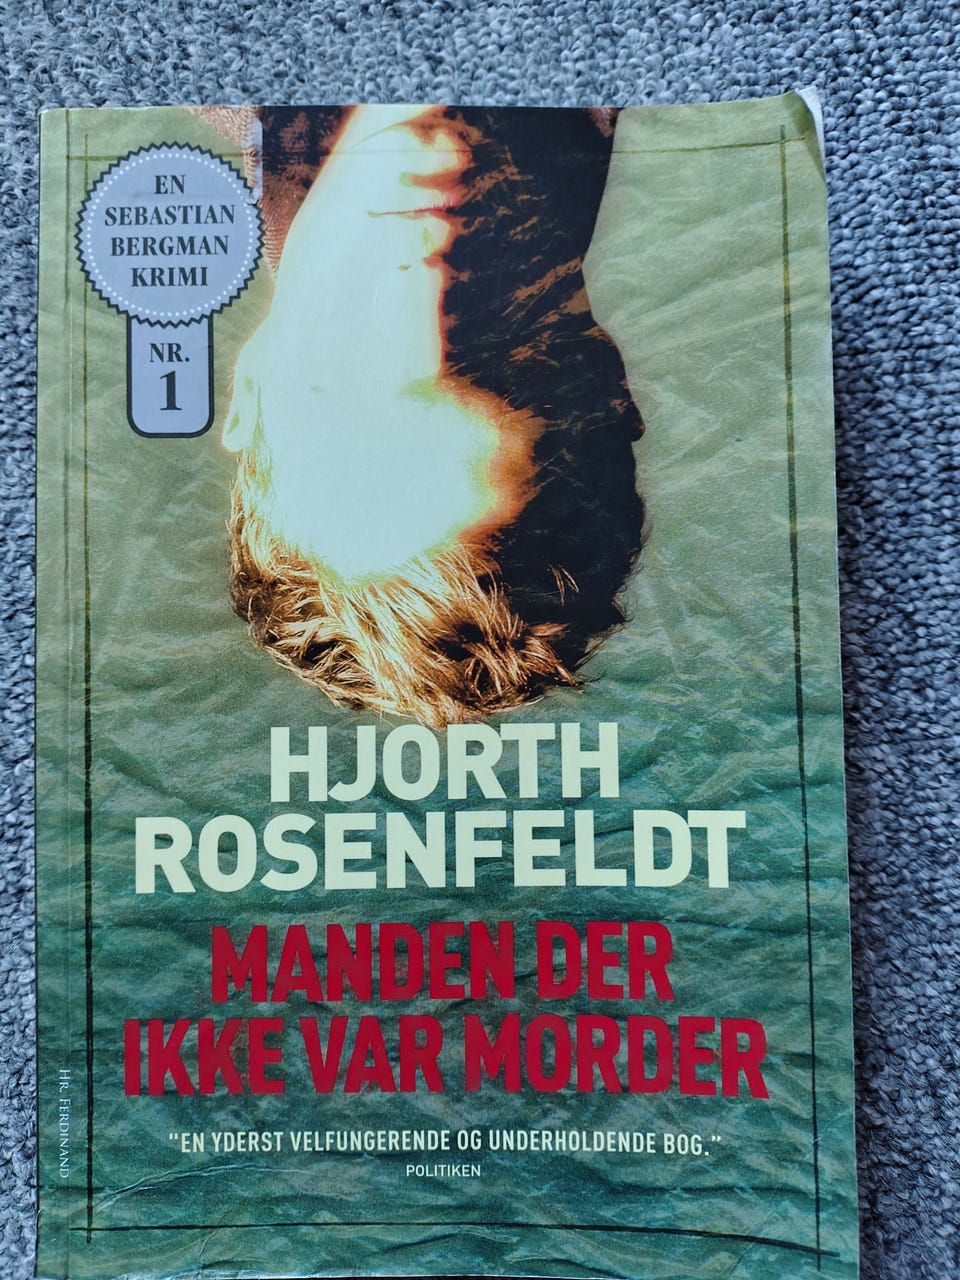 EN
SEBASTIAN
BERGMAN
KRIMI
NR.
1
HJORTH
ROSENFELDT
MANDEN DER
IKKE VAR MORDER
"EN YDERST VELFUNGERENDE OG UNDERHOLDENDE BOG."
POLITIKEN
HR. FERDINAND